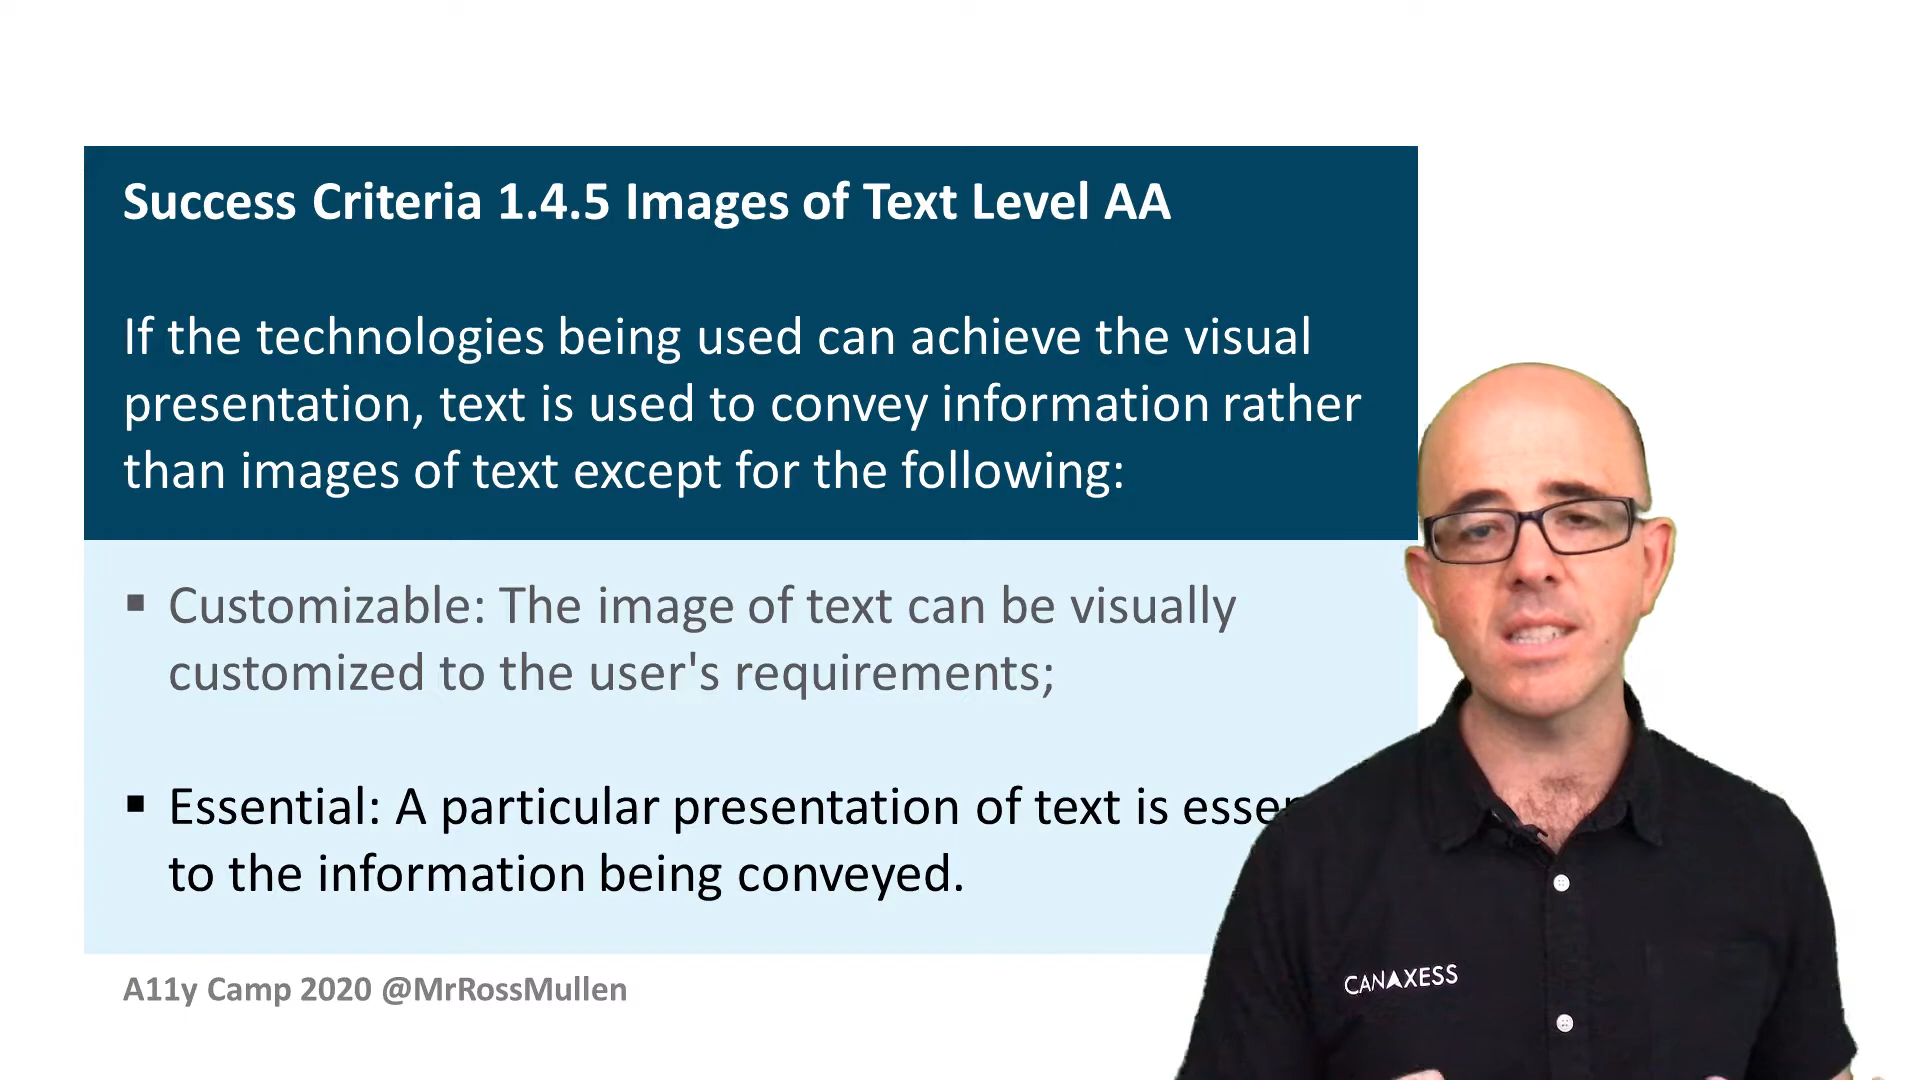 Success Criteria 1.4.5 Images of Text Level AA
If the technologies being used can achieve the visual
presentation, text is used to convey information rather
than images of text except for the following:
▪ Customizable: The image of text can be visually
customized to the user's requirements;
▪ Essential: A particular presentation of text is
to the information being conveyed.
A11y Camp 2020 @MrRossMullen
CANAXESS